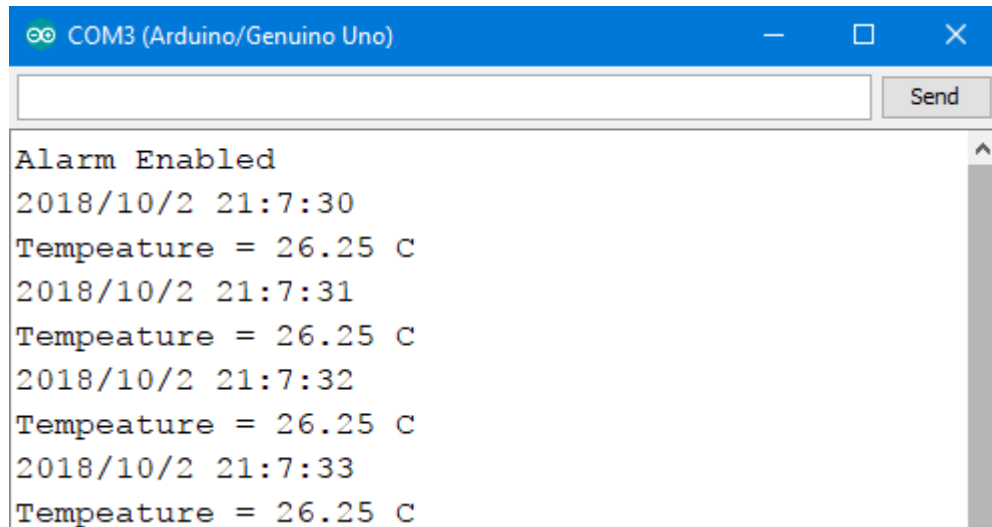 COM3 (Arduino/Genuino Uno)
Send
Alarm Enabled
2018/10/2 21:7:30
Tempeature = 26.25 C
2018/10/2 21:7:31
Tempeature = 26.25 C
2018/10/2 21:7:32
Tempeature = 26.25 C
2018/10/2 21:7:33
Tempeature = 26.25 C